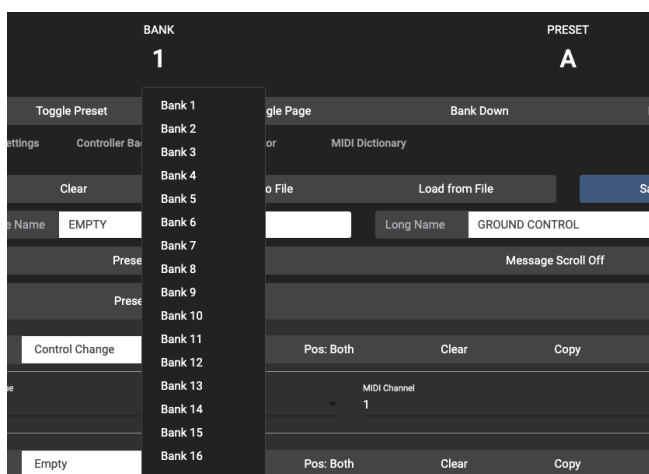 BANK PRESET
1 A
Bank 1
Toggle Preset gle Page Bank Down
Bank 2
ettings Controller Ba or MIDI Dictionary
Bank 3
Bank 4
Clear o File Load from File Sa
Bank 5
e Name EMPTY Bank 6 Long Name GROUND CONTROL
Bank 7
Prese Message Scroll Off
Bank 8
Bank 9
Prese
Bank 10
Bank 11
Control Change Pos: Both Clear Copy
Bank 12
Bank 13 MIDI Channel
Bank 14 1
Bank 15
Bank 16
Empty Pos: Both Clear Copy